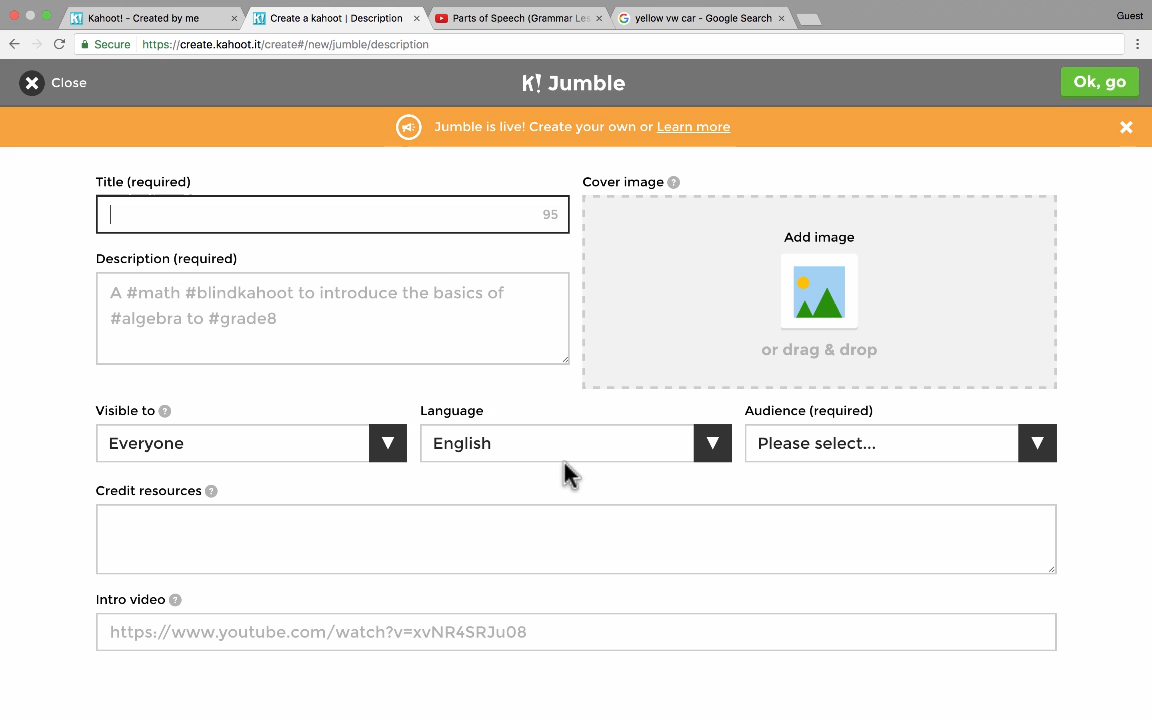 Kahoot! - Created by me
Create a kahoot | Description
Parts of Speech (Grammar Les
yellow vw car - Google Search
Guest
Secure
https://create.kahoot.it/create#/new/jumble/description
Close
K! Jumble
Ok, go
Jumble is live! Create your own or Learn more
Title (required)
95
Cover image ?
Add image
or drag & drop
Description (required)
A #math #blindkahoot to introduce the basics of
#algebra to #grade8
Visible to ?
Everyone
Language
English
Audience (required)
Please select...
Credit resources ?
Intro video ?
https://www.youtube.com/watch?v=xvNR4SRJu08